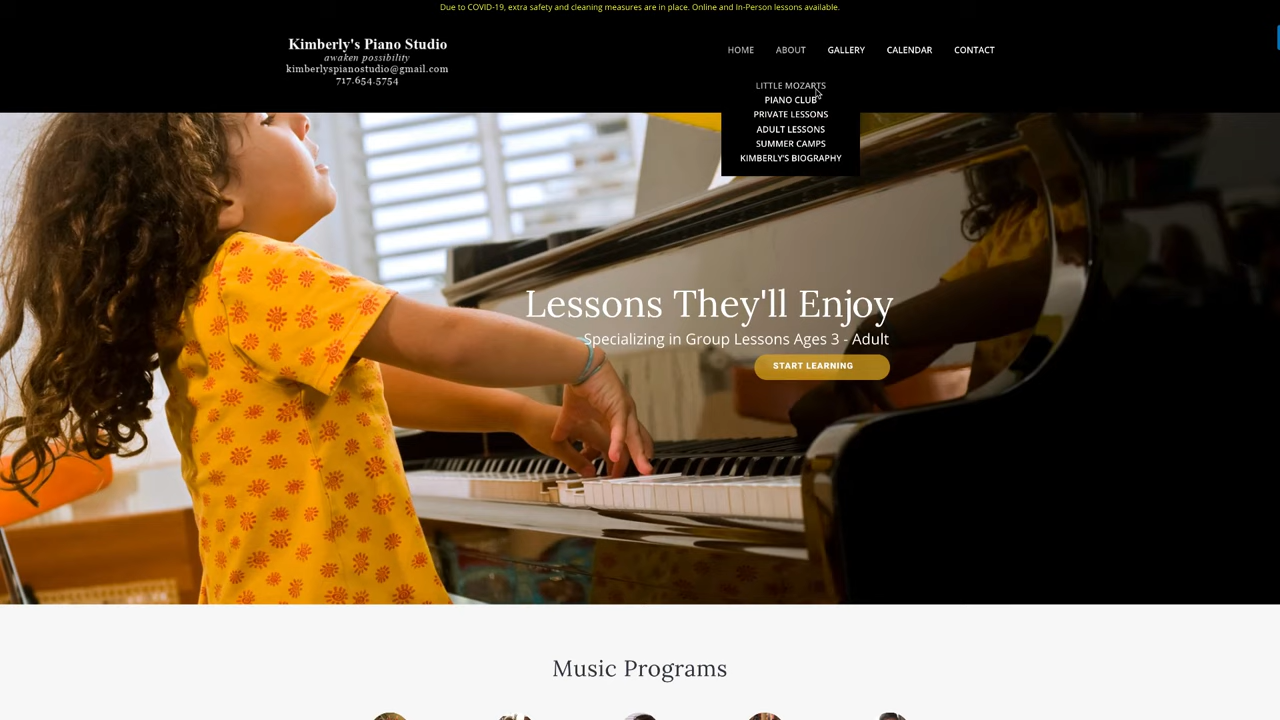 Due to COVID-19, extra safety and cleaning measures are in place. Online and In-Person lessons available.
Kimberly's Piano Studio
awaken possibility
kimberlyspianostudio@gmail.com
717.654.5754
HOME ABOUT GALLERY CALENDAR CONTACT
LITTLE MOZARTS
PIANO CLUB
PRIVATE LESSONS
ADULT LESSONS
SUMMER CAMPS
KIMBERLY'S BIOGRAPHY
Lessons They'll Enjoy
Specializing in Group Lessons Ages 3 - Adult
START LEARNING
Music Programs